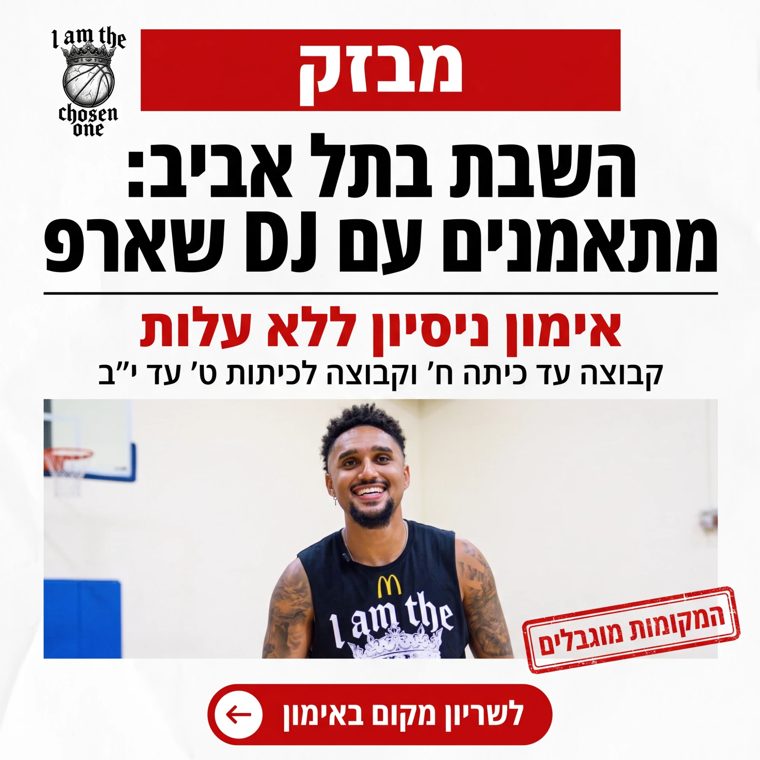 I am the
chosen
one
מבזק
השבת בתל אביב:
מתאמנים עם DJ שארפ
אימון ניסיון ללא עלות
קבוצה עד כיתה ח' וקבוצה לכיתות ט' עד י"ב
I am the
המקומות מוגבלים
לשריון מקום באימון